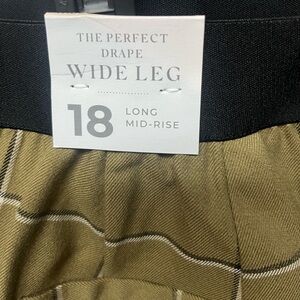 THE PERFECT
DRAPE
WIDE LEG
18
LONG
MID-RISE